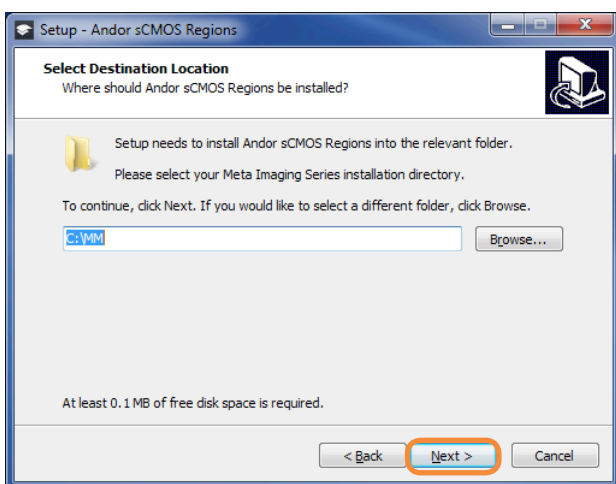 Setup - Andor sCMOS Regions
Select Destination Location
Where should Andor sCMOS Regions be installed?
Setup needs to install Andor sCMOS Regions into the relevant folder.
Please select your Meta Imaging Series installation directory.
To continue, click Next. If you would like to select a different folder, click Browse.
C:\MM
Browse...
At least 0.1 MB of free disk space is required.
< Back Next > Cancel